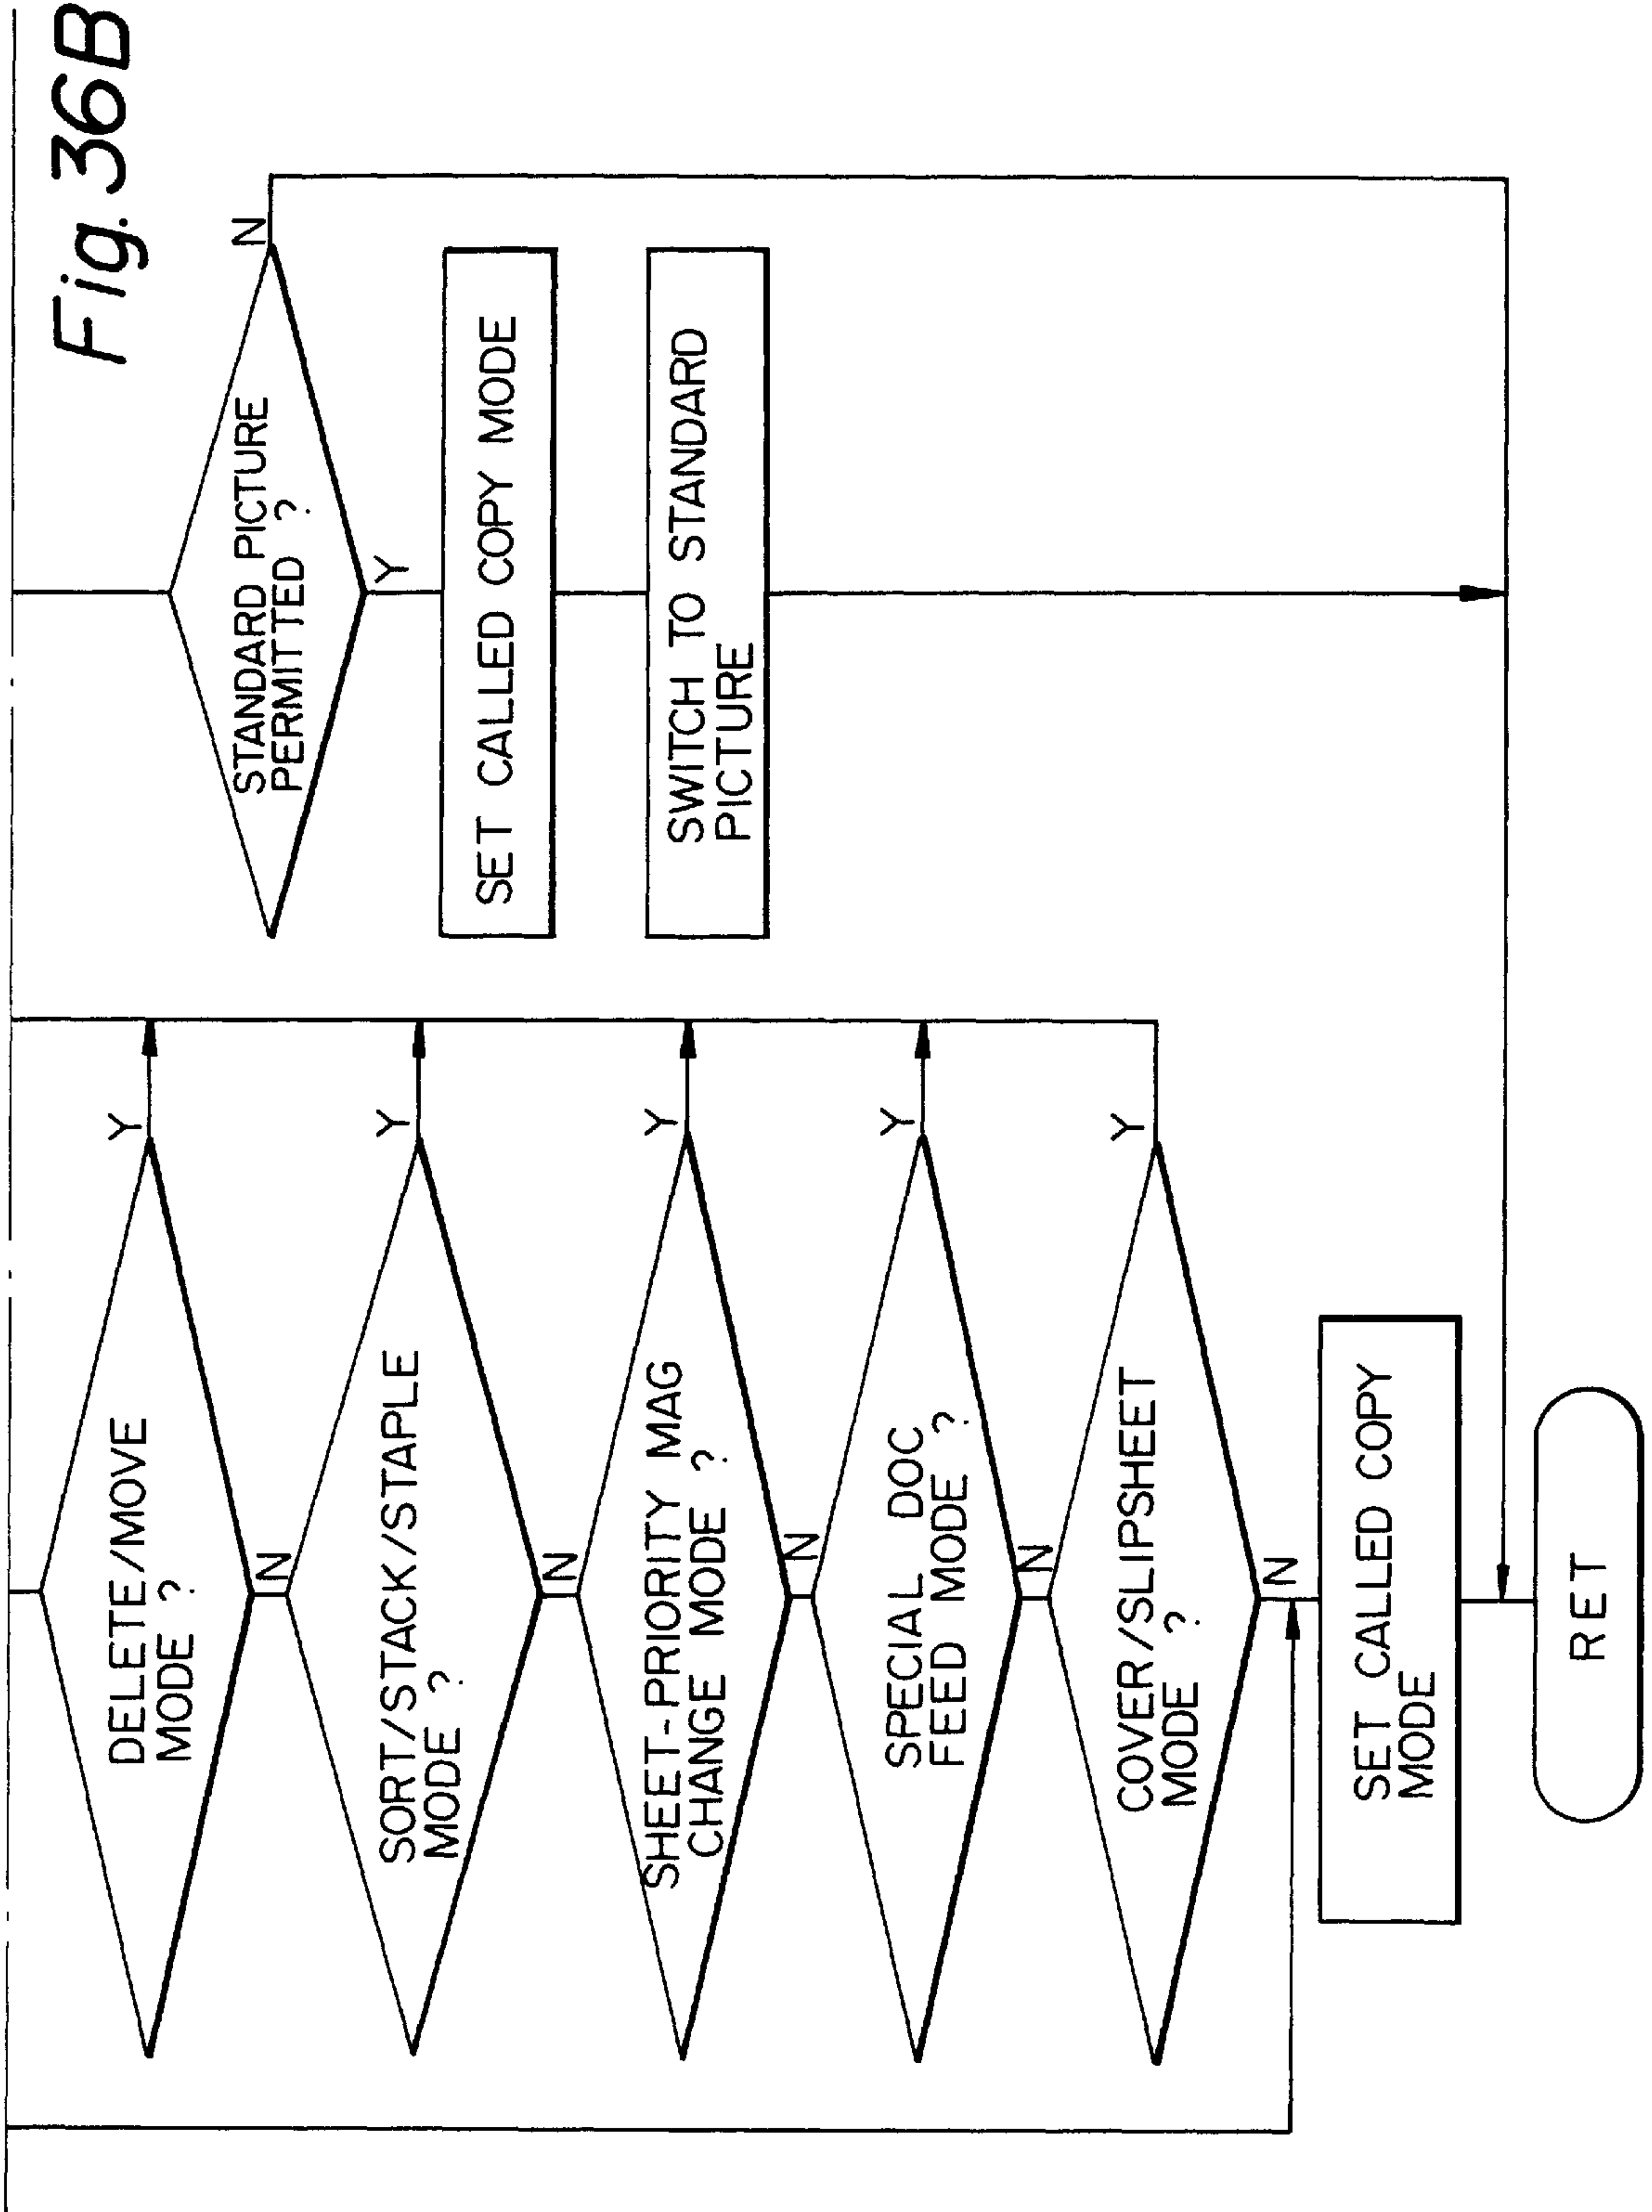 Fig. 36B
DELETE/MOVE
MODE ?
Y
N
SORT/STACK/STAPLE
MODE ?
Y
N
SHEET-PRIORITY MAG
CHANGE MODE ?
Y
N
SPECIAL DOC
FEED MODE ?
Y
N
COVER/SLIPSHEET
MODE ?
Y
N
SET CALLED COPY
MODE
RET
STANDARD PICTURE
PERMITTED ?
N
Y
SET CALLED COPY MODE
SWITCH TO STANDARD
PICTURE